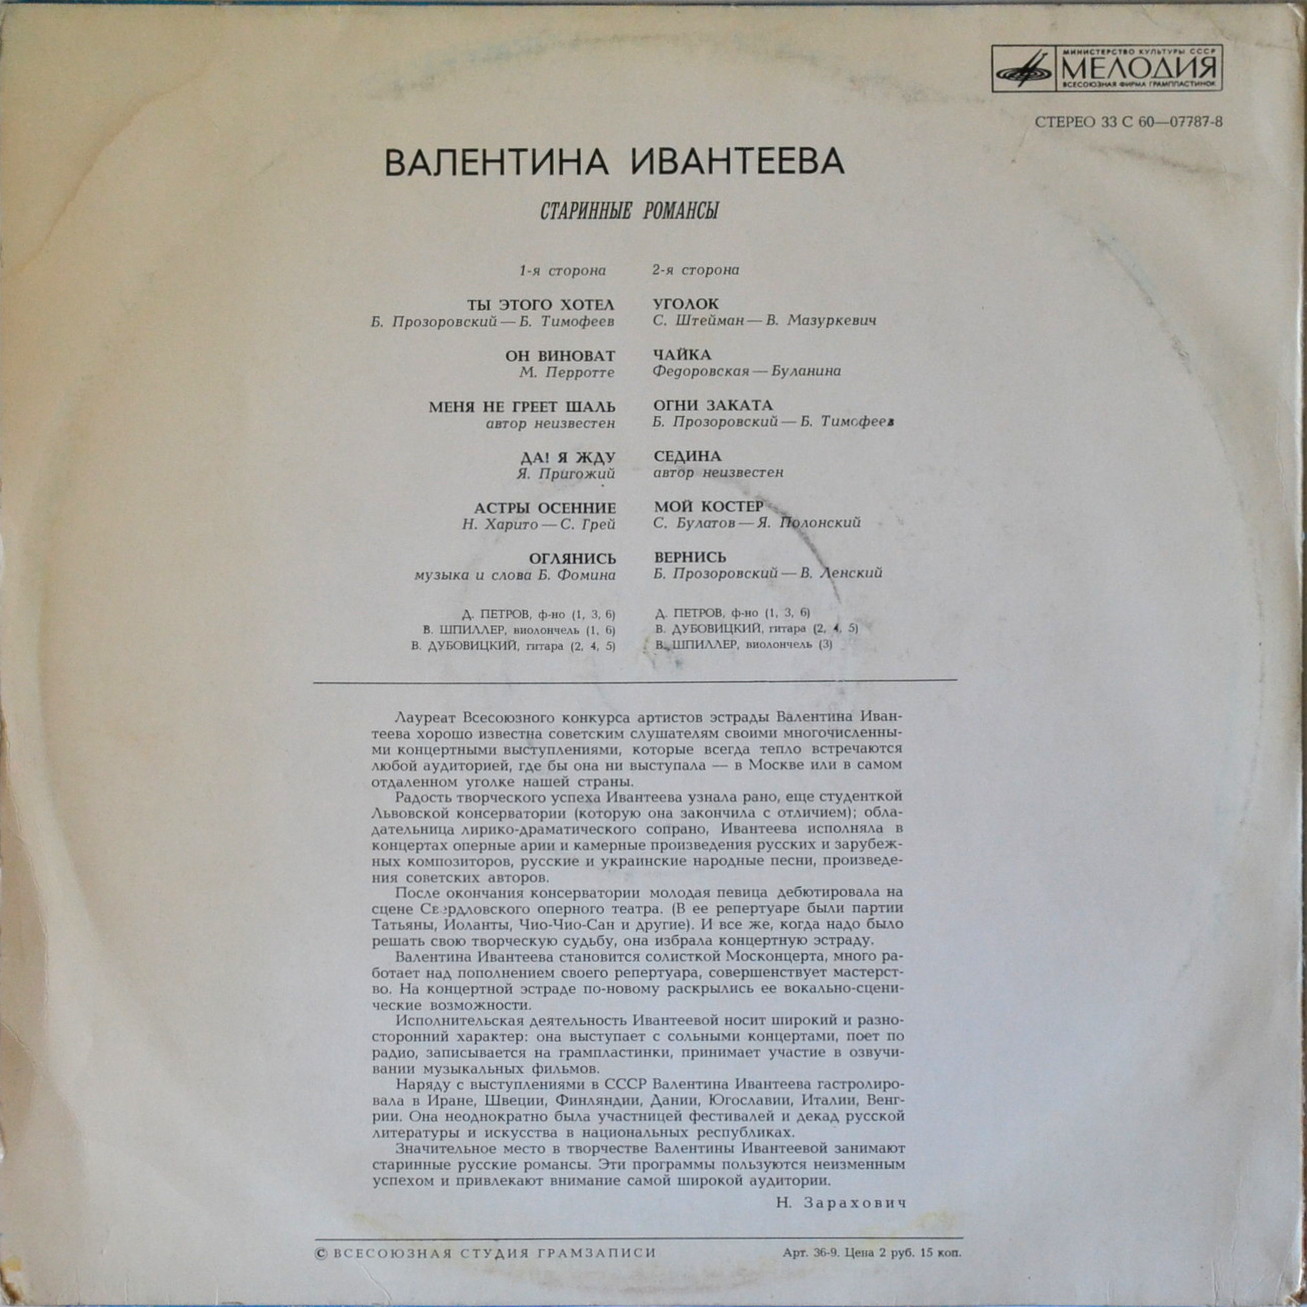 МИНИСТЕРСТВО КУЛЬТУРЫ СССР
МЕЛОДИЯ
ВСЕСОЮЗНАЯ ФИРМА ГРАМПЛАСТИНОК
СТЕРЕО 33 С 60—07787-8
ВАЛЕНТИНА ИВАНТЕЕВА
СТАРИННЫЕ РОМАНСЫ
1-я сторона
ТЫ ЭТОГО ХОТЕЛ
Б. Прозоровский — Б. Тимофеев
ОН ВИНОВАТ
М. Перротте
МЕНЯ НЕ ГРЕЕТ ШАЛЬ
автор неизвестен
ДА! Я ЖДУ
Я. Пригожий
АСТРЫ ОСЕННИЕ
Н. Харито — С. Грей
ОГЛЯНИСЬ
музыка и слова Б. Фомина
Д. ПЕТРОВ, ф-но (1, 3, 6)
В. ШПИЛЛЕР, виолончель (1, 6)
В. ДУБОВИЦКИЙ, гитара (2, 4, 5)
2-я сторона
УГОЛОК
С. Штейман — В. Мазуркевич
ЧАЙКА
Федоровская — Буланина
ОГНИ ЗАКАТА
Б. Прозоровский — Б. Тимофеев
СЕДИНА
автор неизвестен
МОЙ КОСТЕР
С. Булатов — Я. Полонский
ВЕРНИСЬ
Б. Прозоровский — В. Ленский
Д. ПЕТРОВ, ф-но (1, 3, 6)
В. ДУБОВИЦКИЙ, гитара (2, 4, 5)
В. ШПИЛЛЕР, виолончель (3)
Лауреат Всесоюзного конкурса артистов эстрады Валентина Иван-
теева хорошо известна советским слушателям своими многочисленны-
ми концертными выступлениями, которые всегда тепло встречаются
любой аудиторией, где бы она ни выступала — в Москве или в самом
отдаленном уголке нашей страны.
Радость творческого успеха Ивантеева узнала рано, еще студенткой
Львовской консерватории (которую она закончила с отличием); обла-
дательница лирико-драматического сопрано, Ивантеева исполняла в
концертах оперные арии и камерные произведения русских и зарубеж-
ных композиторов, русские и украинские народные песни, произведе-
ния советских авторов.
После окончания консерватории молодая певица дебютировала на
сцене Свердловского оперного театра. (В ее репертуаре были партии
Татьяны, Иоланты, Чио-Чио-Сан и другие). И все же, когда надо было
решать свою творческую судьбу, она избрала концертную эстраду.
Валентина Ивантеева становится солисткой Москонцерта, много ра-
ботает над пополнением своего репертуара, совершенствует мастерст-
во. На концертной эстраде по-новому раскрылись ее вокально-сцени-
ческие возможности.
Исполнительская деятельность Ивантеевой носит широкий и разно-
сторонний характер: она выступает с сольными концертами, поет по
радио, записывается на грампластинки, принимает участие в озвучи-
вании музыкальных фильмов.
Наряду с выступлениями в СССР Валентина Ивантеева гастролиро-
вала в Иране, Швеции, Финляндии, Дании, Югославии, Италии, Венг-
рии. Она неоднократно была участницей фестивалей и декад русской
литературы и искусства в национальных республиках.
Значительное место в творчестве Валентины Ивантеевой занимают
старинные русские романсы. Эти программы пользуются неизменным
успехом и привлекают внимание самой широкой аудитории.
Н. Зарахович
© ВСЕСОЮЗНАЯ СТУДИЯ ГРАМЗАПИСИ
Арт. 36-9. Цена 2 руб. 15 коп.